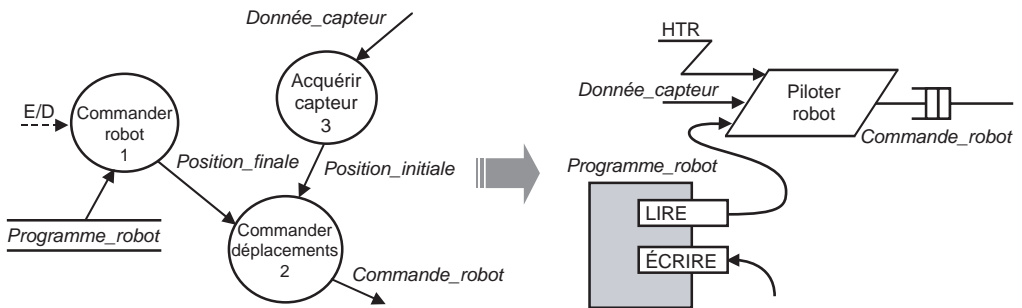 Donnée_capteur
Acquérir
capteur
3
E/D
Commander
robot
1
Position_finale
Position_initiale
Programme_robot
Commander
déplacements
2
Commande_robot
HTR
Donnée_capteur
Piloter
robot
Commande_robot
Programme_robot
LIRE
ÉCRIRE